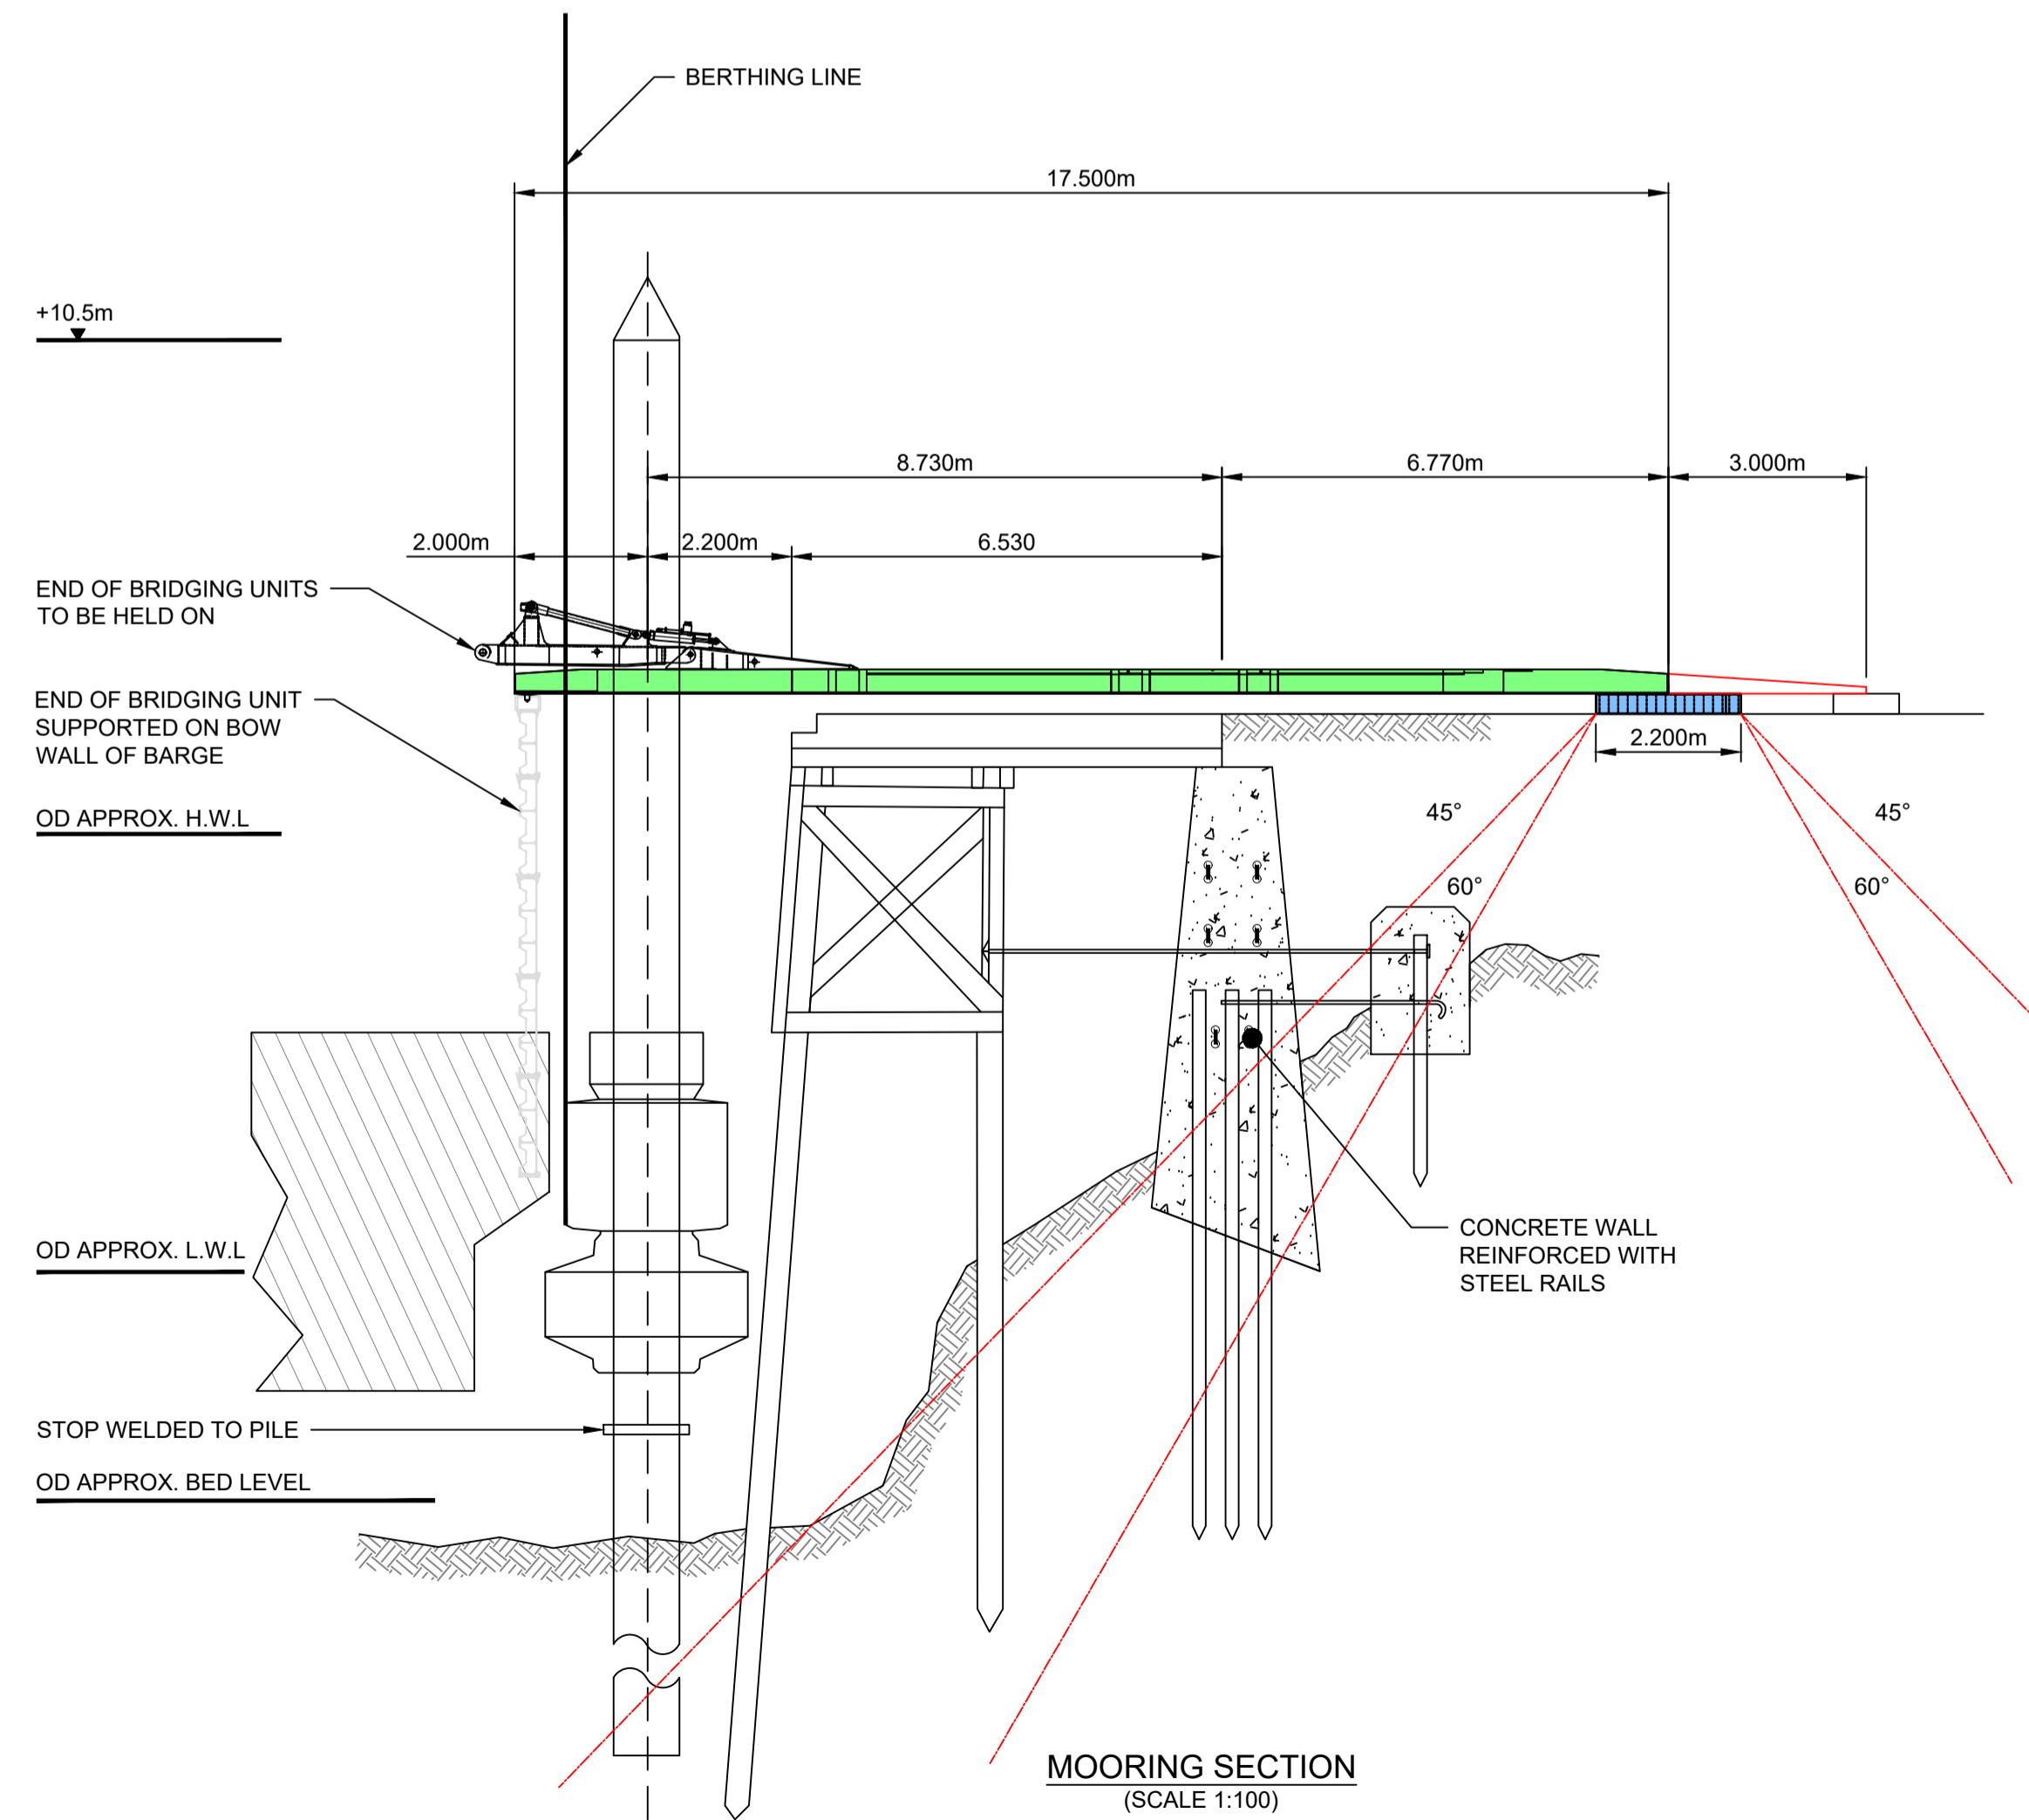 BERTHING LINE
17.500m
+10.5m
8.730m
6.770m
3.000m
2.000m
2.200m
6.530
END OF BRIDGING UNITS
TO BE HELD ON
END OF BRIDGING UNIT
SUPPORTED ON BOW
WALL OF BARGE
2.200m
OD APPROX. H.W.L
45°
45°
60°
60°
CONCRETE WALL
REINFORCED WITH
STEEL RAILS
OD APPROX. L.W.L
STOP WELDED TO PILE
OD APPROX. BED LEVEL
MOORING SECTION
(SCALE 1:100)